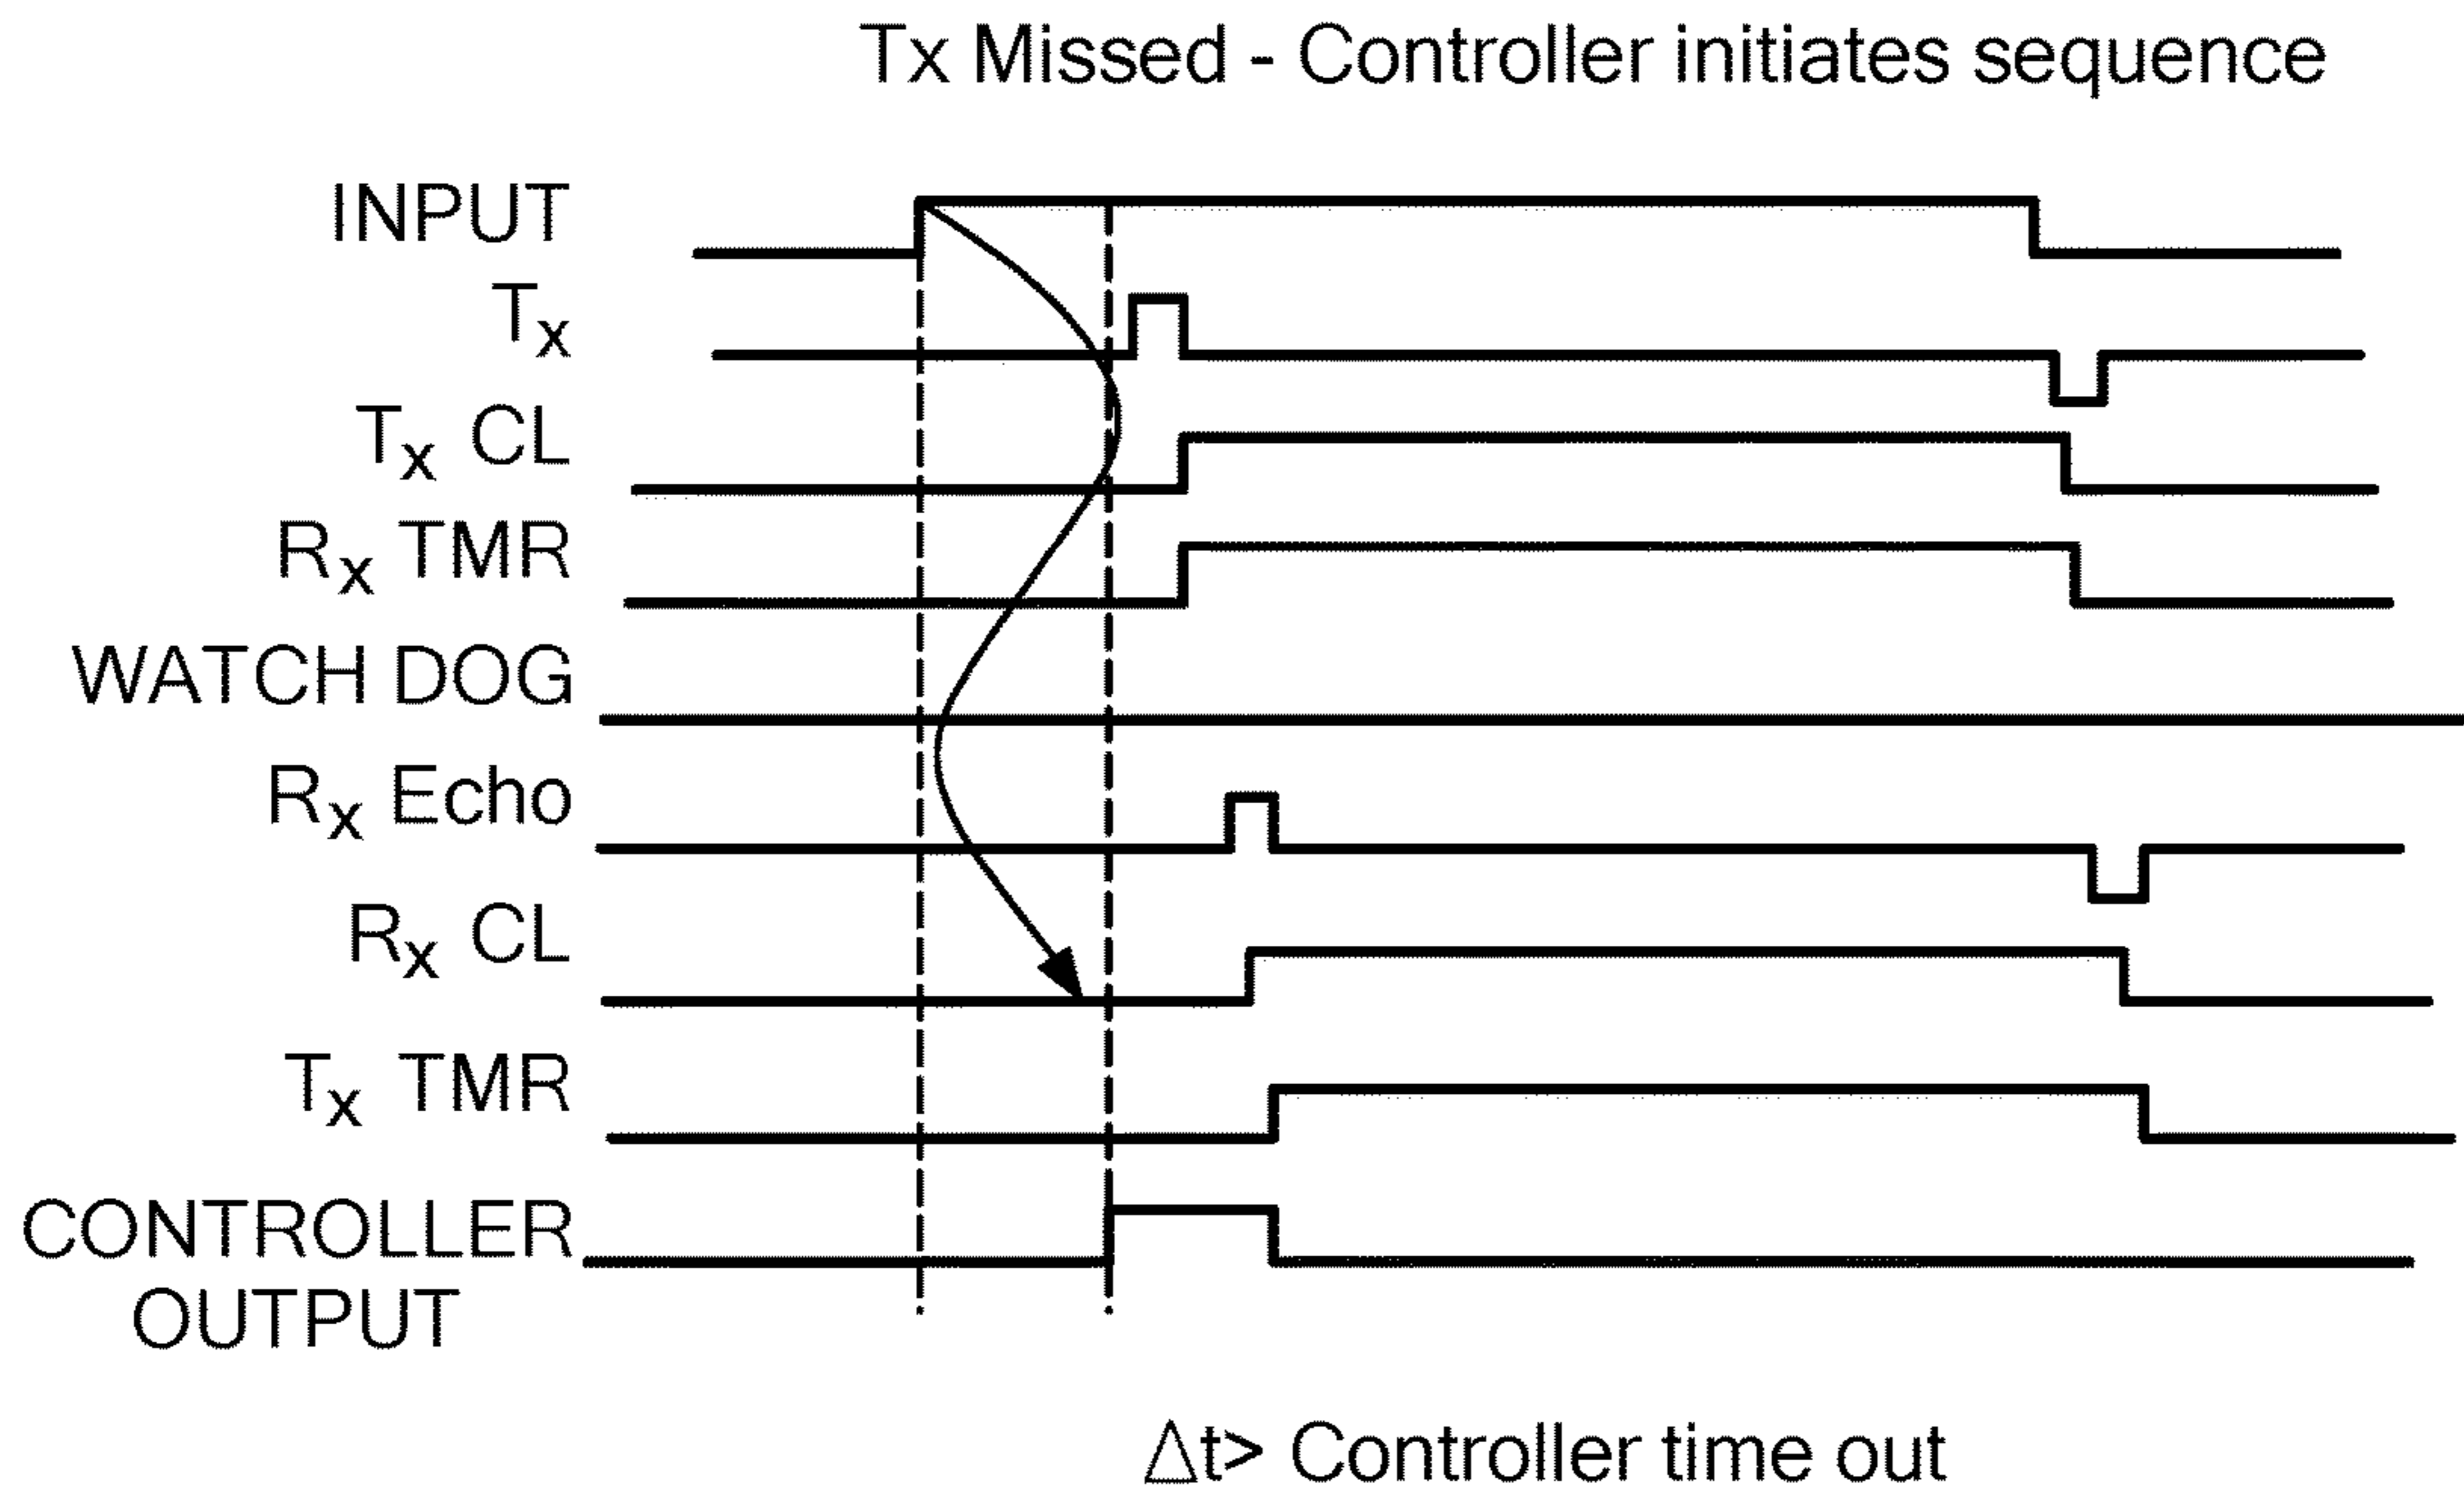 Tx Missed - Controller initiates sequence
INPUT
Tx
Tx CL
Rx TMR
WATCH DOG
Rx Echo
Rx CL
Tx TMR
CONTROLLER
OUTPUT
Δt> Controller time out